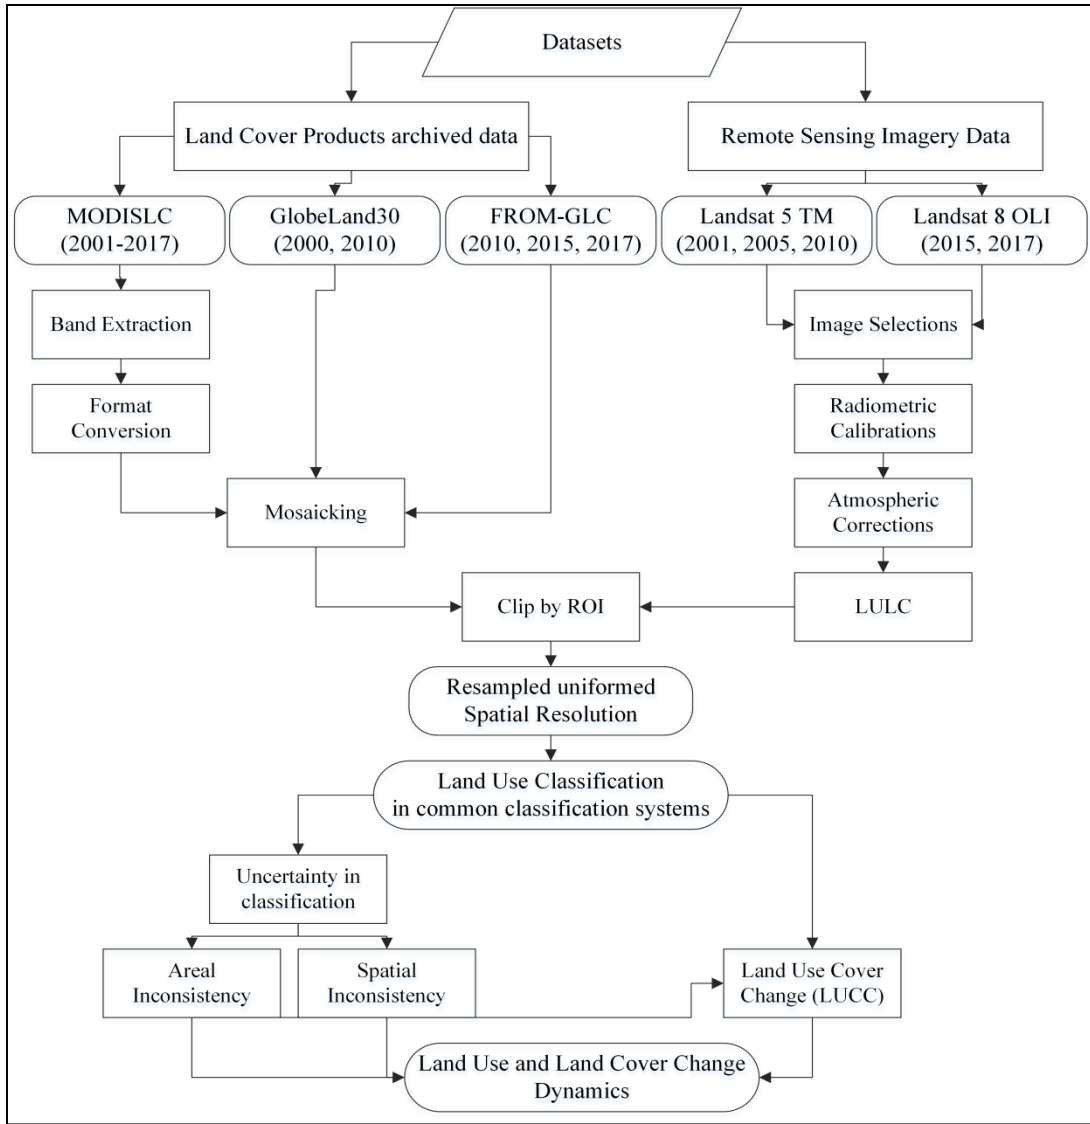 Datasets
Land Cover Products archived data
Remote Sensing Imagery Data
MODISLC
(2001-2017)
GlobeLand30
(2000, 2010)
FROM-GLC
(2010, 2015, 2017)
Landsat 5 TM
(2001, 2005, 2010)
Landsat 8 OLI
(2015, 2017)
Band Extraction
Image Selections
Format
Conversion
Radiometric
Calibrations
Mosaicking
Atmospheric
Corrections
Clip by ROI
LULC
Resampled uniformed
Spatial Resolution
Land Use Classification
in common classification systems
Uncertainty in
classification
Areal
Inconsistency
Spatial
Inconsistency
Land Use Cover
Change (LUCC)
Land Use and Land Cover Change
Dynamics